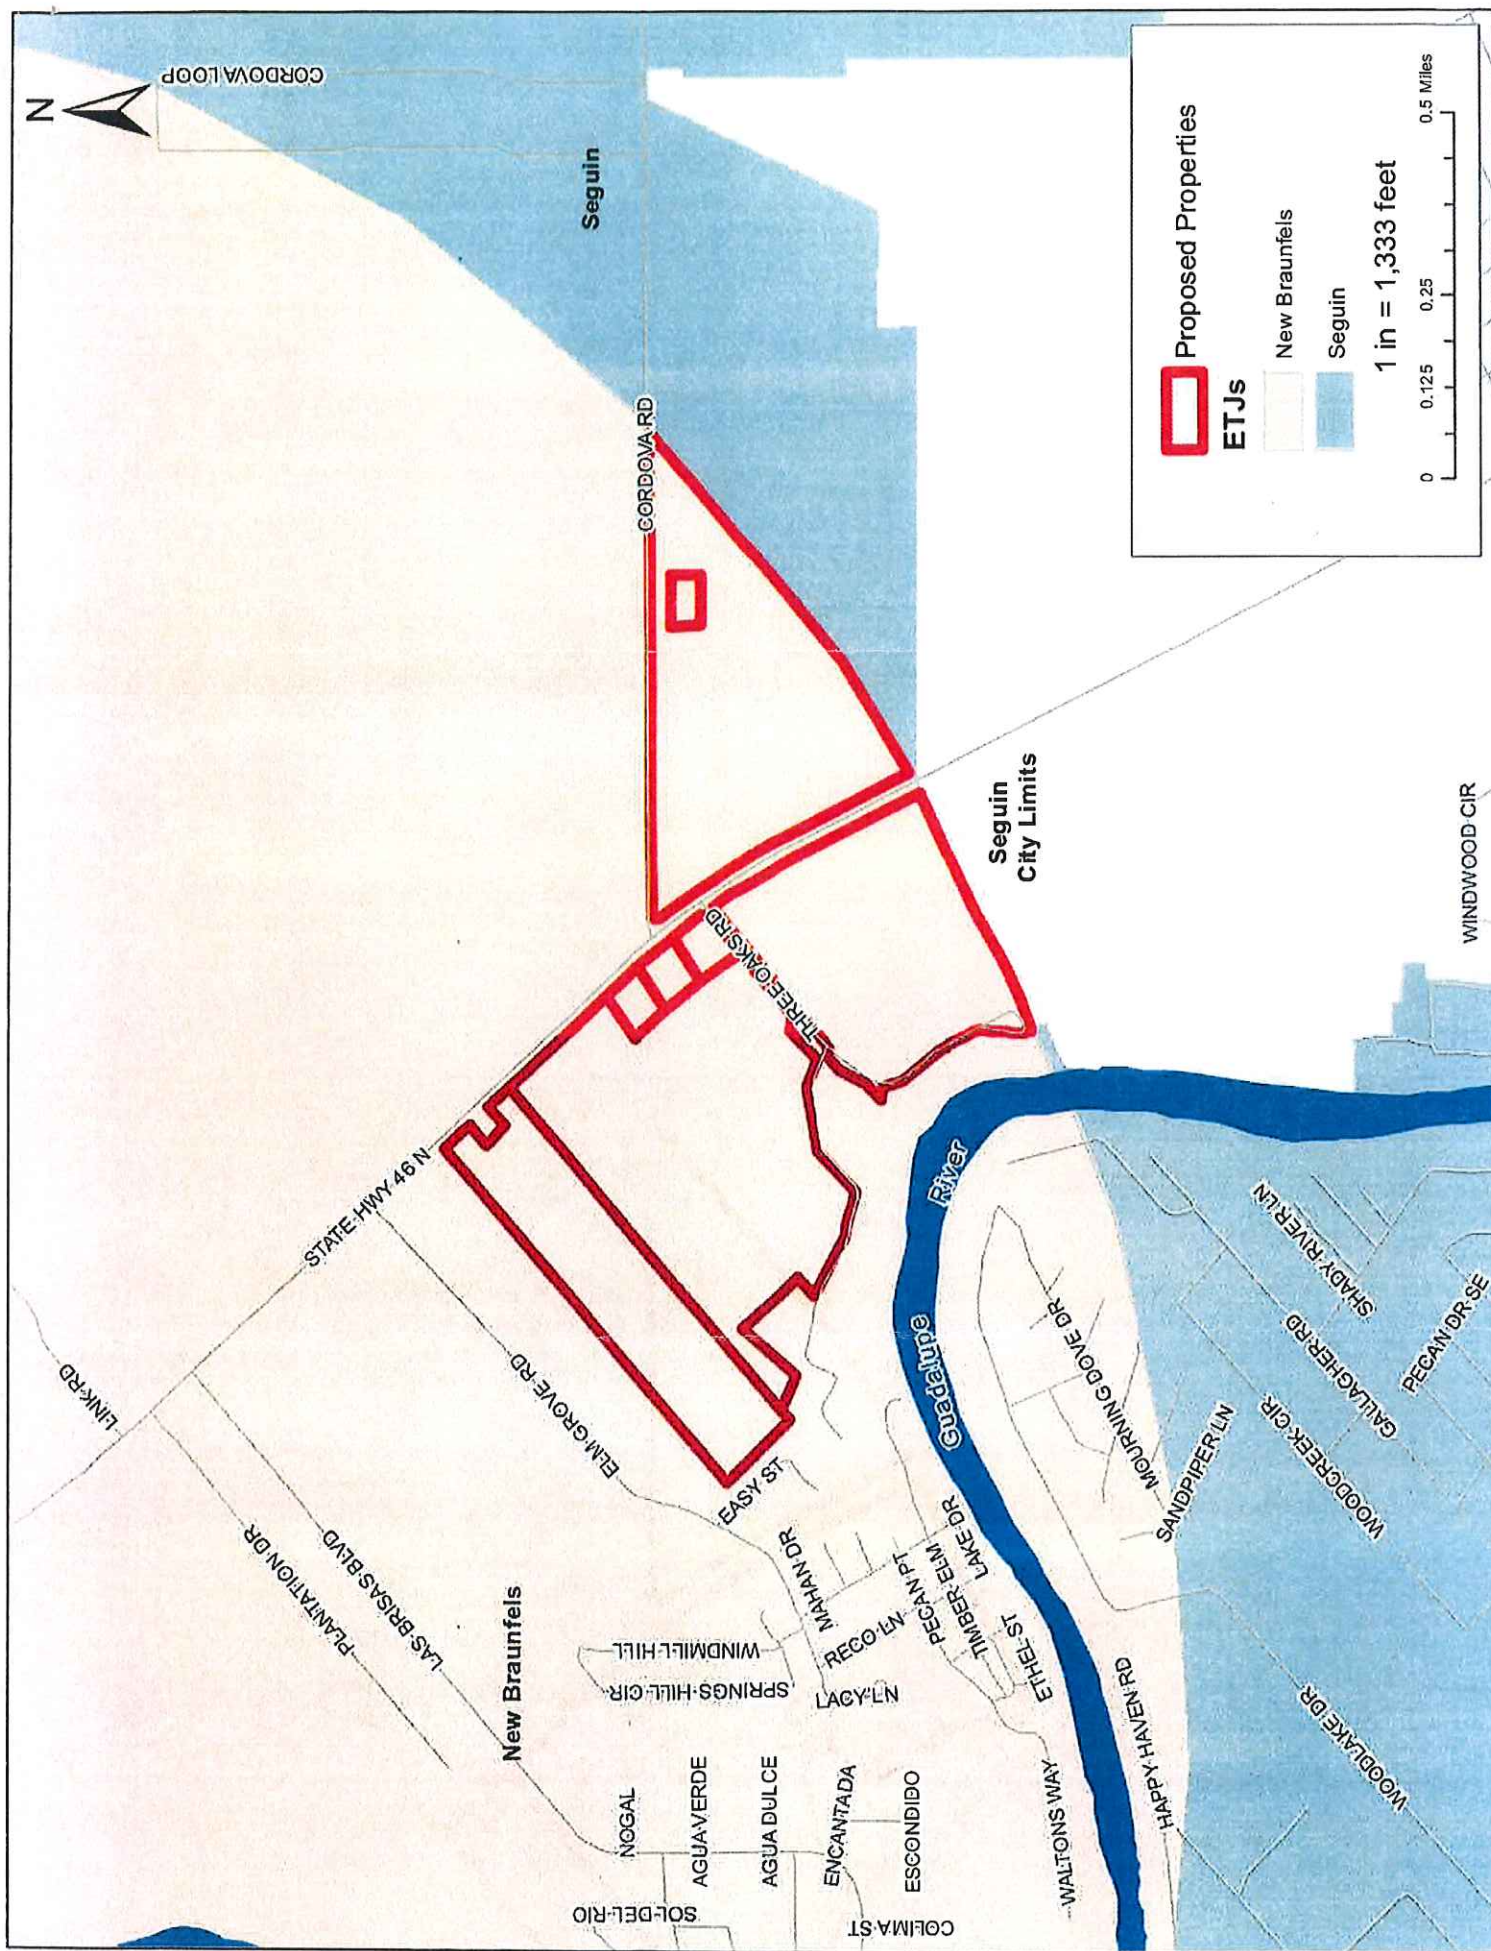 N
CORDOVA LOOP
Seguin
CORDOVA RD
STATE HWY 46 N
THREE OAKS RD
LINK RD
ELM GROVE RD
PLANTATION DR
LAS BRISAS BLVD
EASY ST
New Braunfels
WINDMILL HILL
SPRINGS HILL CIR
MAHAN DR
RECO LN
LACY LN
PECAN PT
TIMBER ELM
LAKE DR
ETHEL ST
NOGAL
AGUA VERDE
AGUA DULCE
ENCANTADA
ESCONDIDO
SOL DEL RIO
COLIMA ST
WALTONS WAY
HAPPY HAVEN RD
Guadalupe
River
Seguin
City Limits
MOURNING DOVE DR
SANDPIPER LN
WOODCREEK CIR
GALLAGHER RD
SHADY RIVER LN
PECAN DR SE
WOODLAKE DR
WINDWOOD CIR
Proposed Properties
ETJs
New Braunfels
Seguin
1 in = 1,333 feet
0 0.125 0.25 0.5 Miles